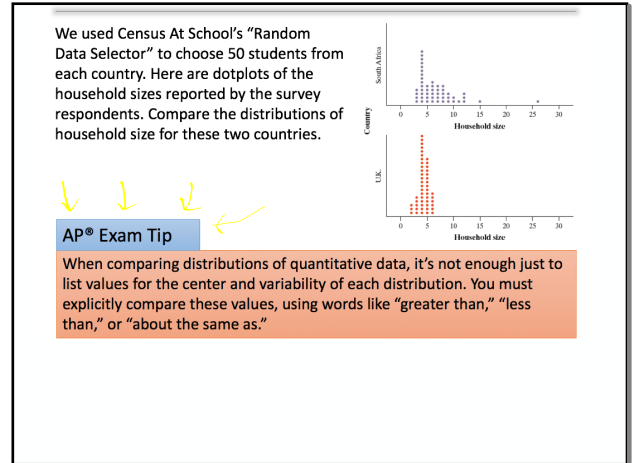 We used Census At School's “Random
Data Selector” to choose 50 students from
each country. Here are dotplots of the
household sizes reported by the survey
respondents. Compare the distributions of
household size for these two countries.
South Africa
0 5 10 15 20 25 30
Household size
Country
U.K.
0 5 10 15 20 25 30
Household size
AP® Exam Tip
When comparing distributions of quantitative data, it's not enough just to
list values for the center and variability of each distribution. You must
explicitly compare these values, using words like “greater than,” “less
than,” or “about the same as.”